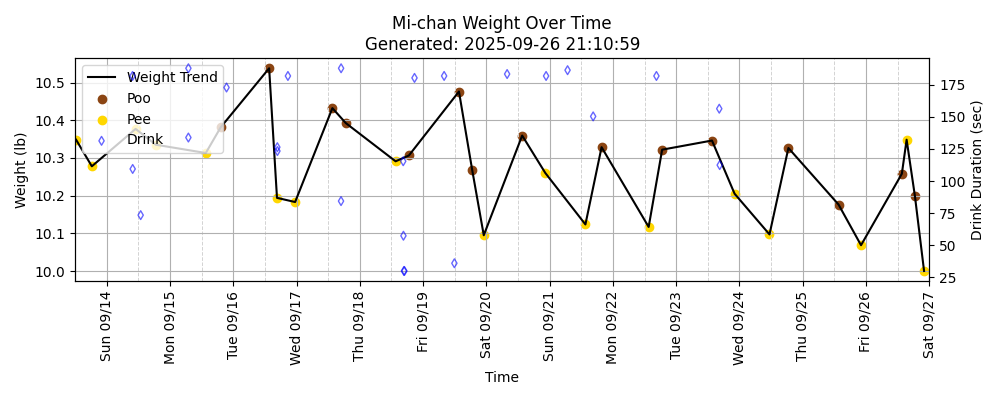 Mi-chan Weight Over Time
Generated: 2025-09-26 21:10:59
Weight (lb)
10.5
10.4
10.3
10.2
10.1
10.0
Weight Trend
Poo
Pee
Drink
175
150
125
100
75
50
25
Drink Duration (sec)
Sun 09/14
Mon 09/15
Tue 09/16
Wed 09/17
Thu 09/18
Fri 09/19
Sat 09/20
Sun 09/21
Mon 09/22
Tue 09/23
Wed 09/24
Thu 09/25
Fri 09/26
Sat 09/27
Time